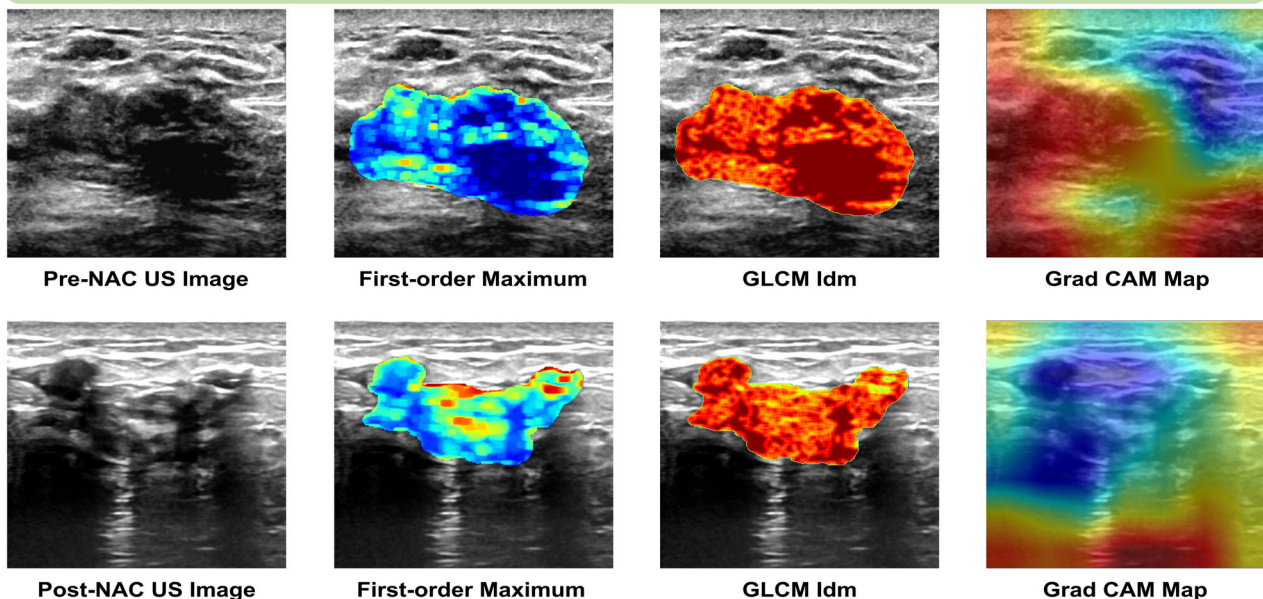 Pre-NAC US Image
First-order Maximum
GLCM Idm
Grad CAM Map
Post-NAC US Image
First-order Maximum
GLCM Idm
Grad CAM Map